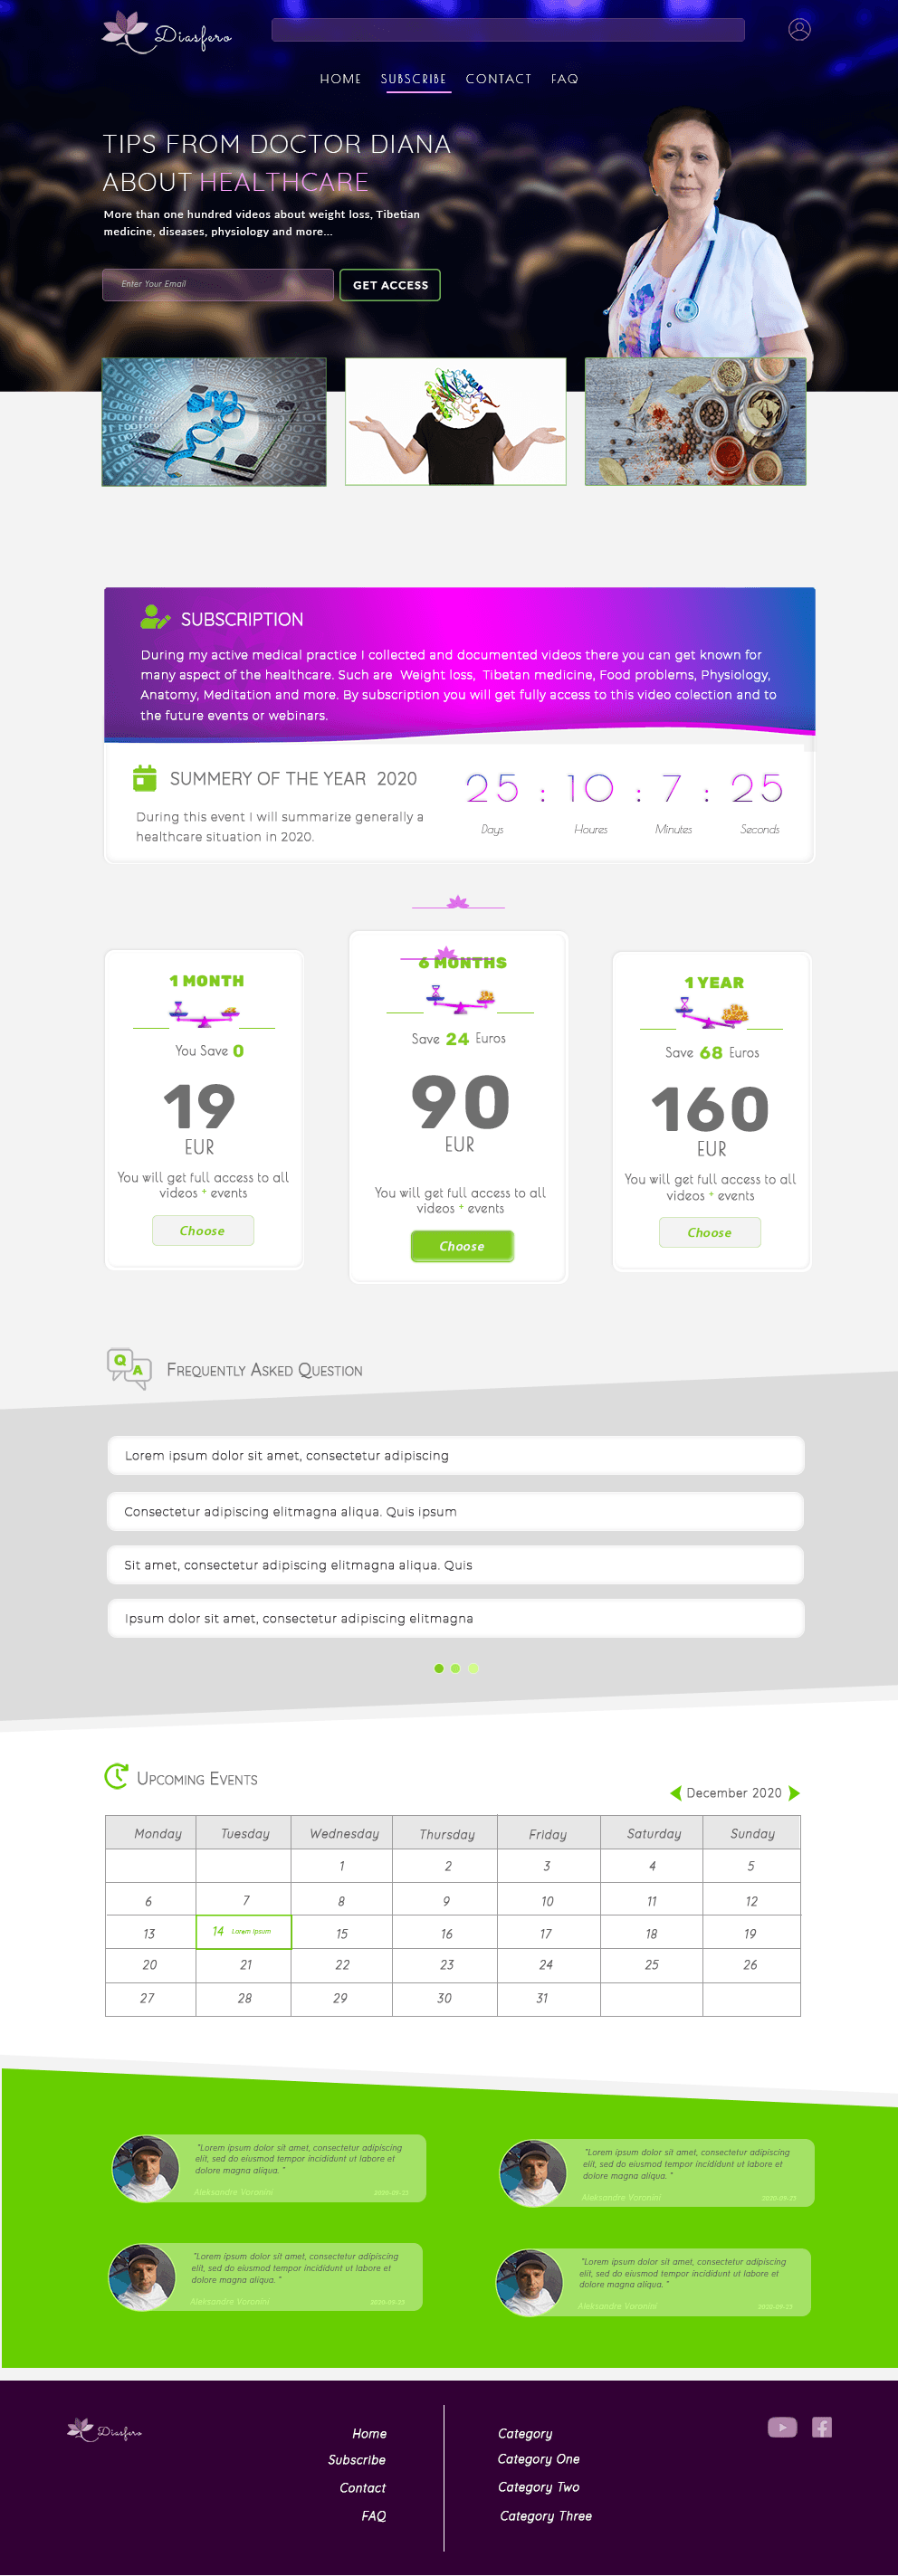 Diasfero
HOME SUBSCRIBE CONTACT FAQ
TIPS FROM DOCTOR DIANA
ABOUT HEALTHCARE
More than one hundred videos about weight loss, Tibetian
medicine, diseases, physiology and more...
Enter Your Email
GET ACCESS
SUBSCRIPTION
During my active medical practice I collected and documented videos there you can get known for
many aspect of the healthcare. Such are Weight loss, Tibetan medicine, Food problems, Physiology,
Anatomy, Meditation and more. By subscription you will get fully access to this video colection and to
the future events or webinars.
SUMMERY OF THE YEAR 2020
During this event I will summarize generally a
healthcare situation in 2020.
25 : 10 : 7 : 25
Days Houres Minutes Seconds
1 MONTH
You Save 0
19
EUR
You will get full access to all
videos + events
Choose
6 MONTHS
Save 24 Euros
90
EUR
You will get full access to all
videos + events
Choose
1 YEAR
Save 68 Euros
160
EUR
You will get full access to all
videos + events
Choose
Q
A
Frequently Asked Question
Lorem ipsum dolor sit amet, consectetur adipiscing
Consectetur adipiscing elitmagna aliqua. Quis ipsum
Sit amet, consectetur adipiscing elitmagna aliqua. Quis
Ipsum dolor sit amet, consectetur adipiscing elitmagna
Upcoming Events
December 2020
Monday Tuesday Wednesday Thursday Friday Saturday Sunday
1 2 3 4 5
6 7 8 9 10 11 12
13 14 Lorem Ipsum 15 16 17 18 19
20 21 22 23 24 25 26
27 28 29 30 31
"Lorem ipsum dolor sit amet, consectetur adipiscing
elit, sed do eiusmod tempor incididunt ut labore et
dolore magna aliqua. "
Aleksandre Voronini 2020-09-23
"Lorem ipsum dolor sit amet, consectetur adipiscing
elit, sed do eiusmod tempor incididunt ut labore et
dolore magna aliqua. "
Aleksandre Voronini 2020-09-23
"Lorem ipsum dolor sit amet, consectetur adipiscing
elit, sed do eiusmod tempor incididunt ut labore et
dolore magna aliqua. "
Aleksandre Voronini 2020-09-23
"Lorem ipsum dolor sit amet, consectetur adipiscing
elit, sed do eiusmod tempor incididunt ut labore et
dolore magna aliqua. "
Aleksandre Voronini 2020-09-23
Diasfero
Home
Subscribe
Contact
FAQ
Category
Category One
Category Two
Category Three